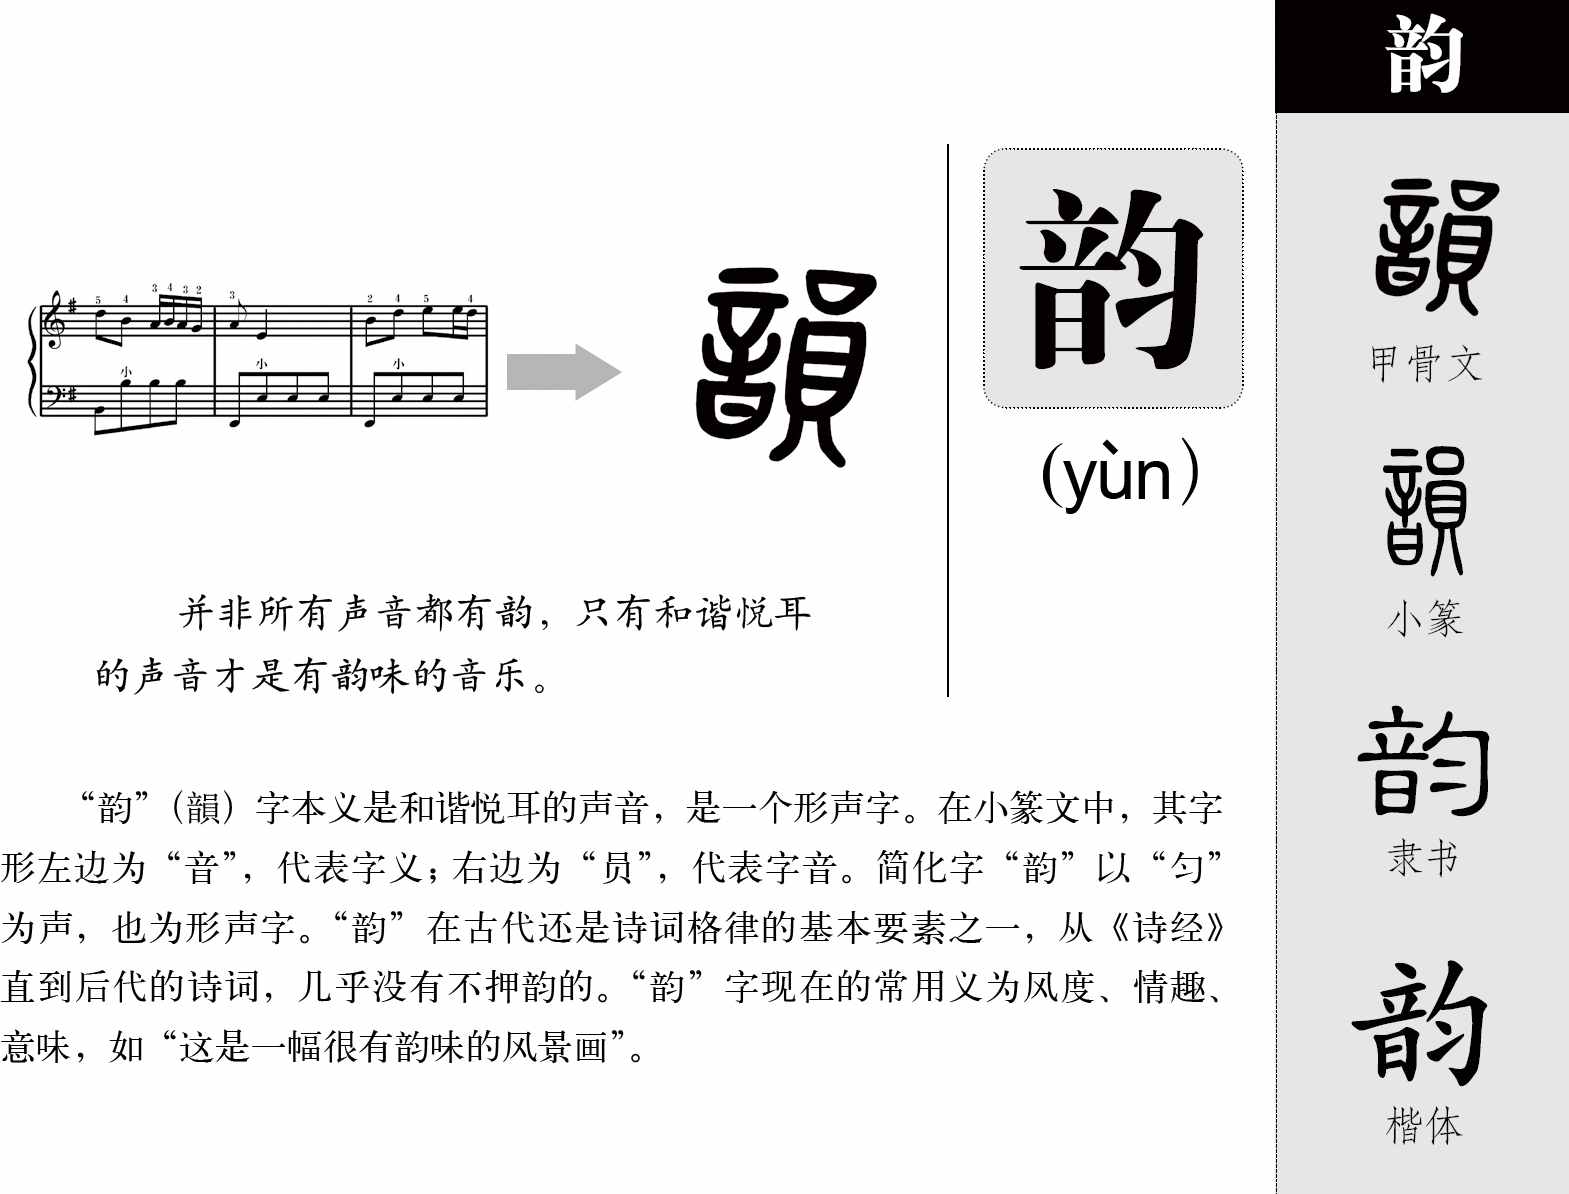 韵
韻
韵
(yùn)
并非所有声音都有韵，只有和谐悦耳
的声音才是有韵味的音乐。
“韵”（韻）字本义是和谐悦耳的声音，是一个形声字。在小篆文中，其字
形左边为“音”，代表字义；右边为“员”，代表字音。简化字“韵”以“匀”
为声，也为形声字。“韵”在古代还是诗词格律的基本要素之一，从《诗经》
直到后代的诗词，几乎没有不押韵的。“韵”字现在的常用义为风度、情趣、
意味，如“这是一幅很有韵味的风景画”。
韻
甲骨文
韻
小篆
韵
隶书
韵
楷体
5 4 3 4 3 2 3 2 4 5 4
小 小 小